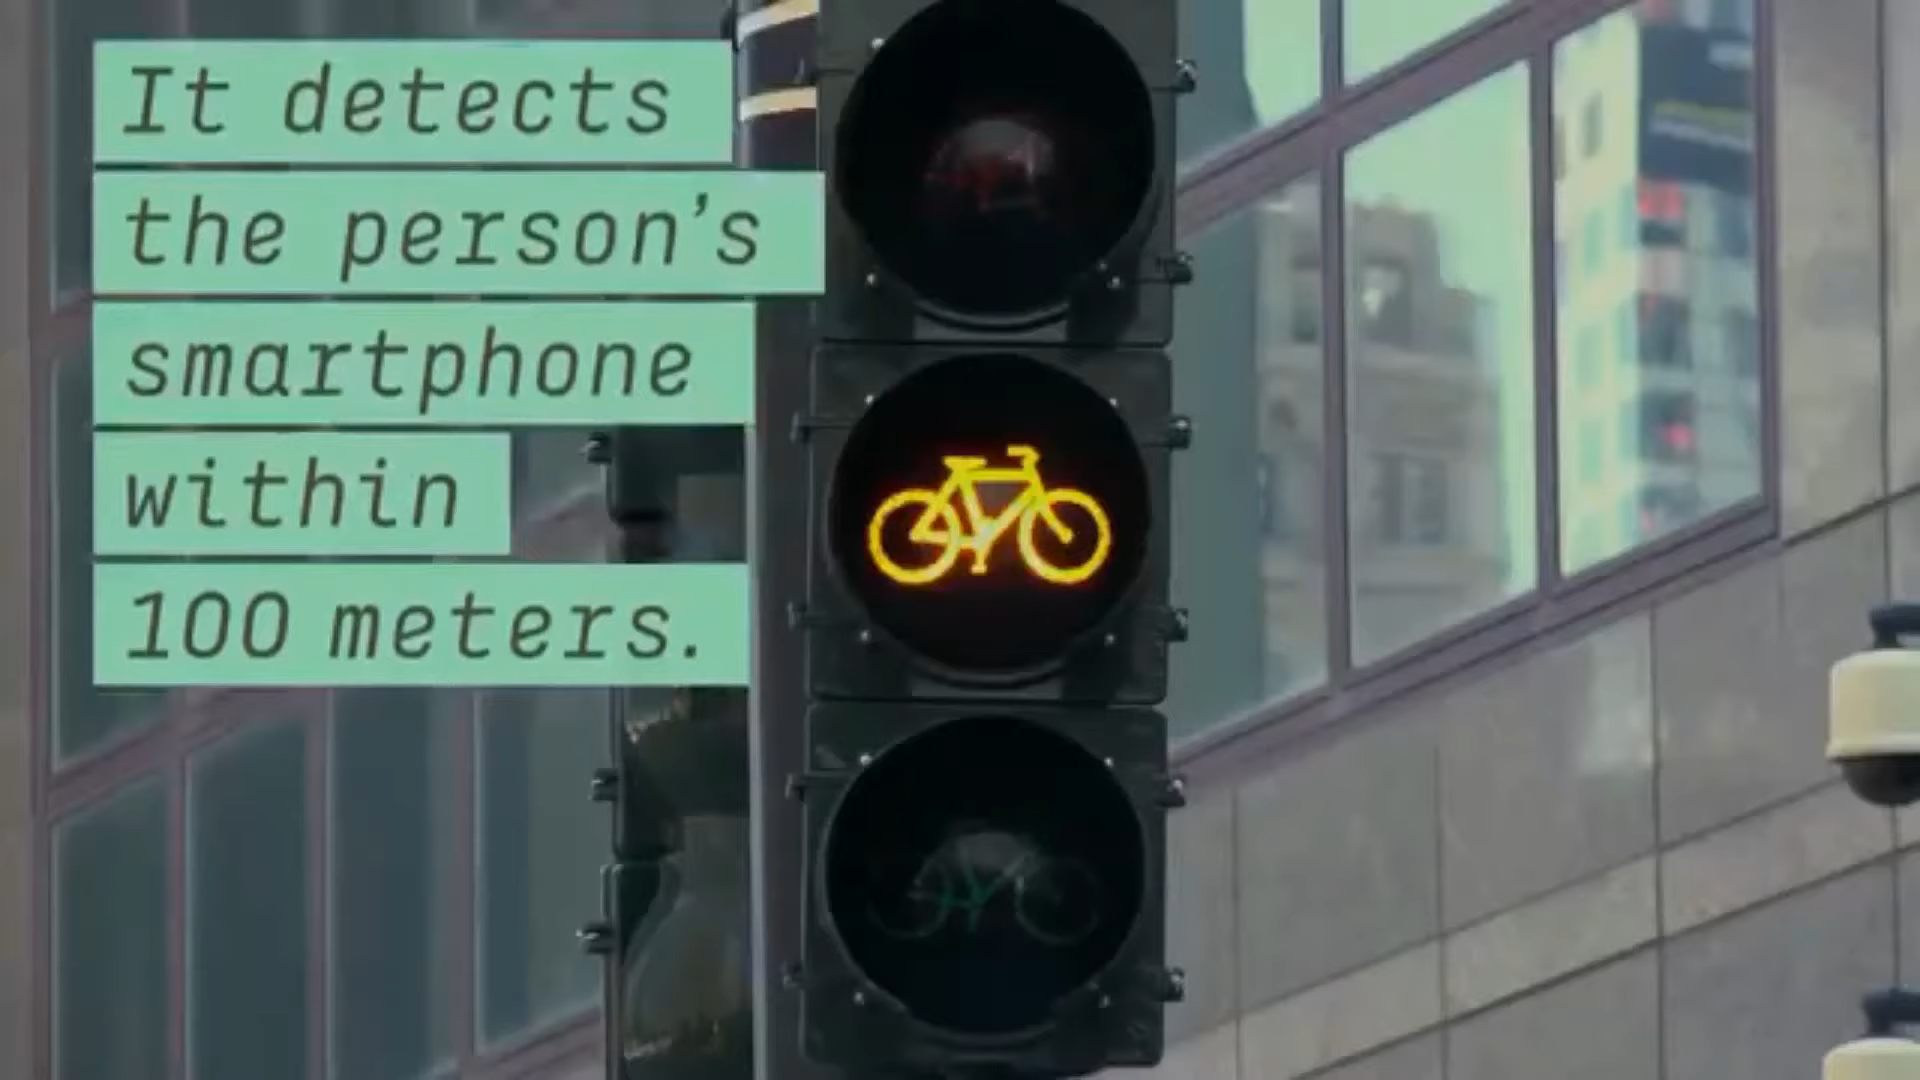 It detects
the person’s
smartphone
within
100 meters.